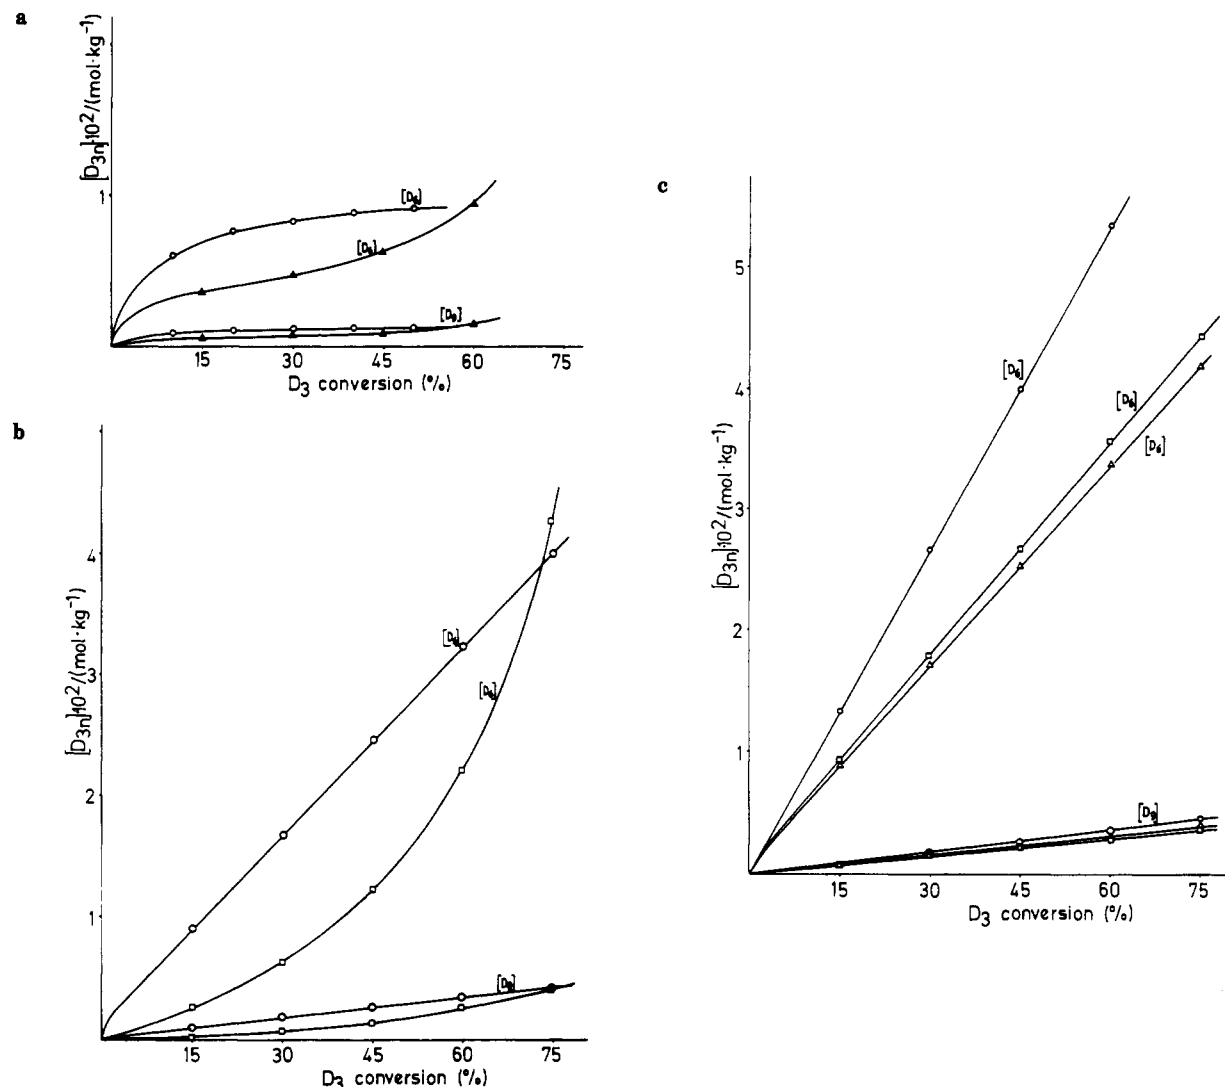 a
[D3n]·10²/(mol·kg⁻¹)
1
[D6]
[D6]
[D9]
15 30 45 60 75
D3 conversion (%)
b
[D3n]·10²/(mol·kg⁻¹)
4
3
2
1
[D6]
[D6]
[D9]
15 30 45 60 75
D3 conversion (%)
c
[D3n]·10²/(mol·kg⁻¹)
5
4
3
2
1
[D6]
[D6]
[D6]
[D9]
15 30 45 60 75
D3 conversion (%)